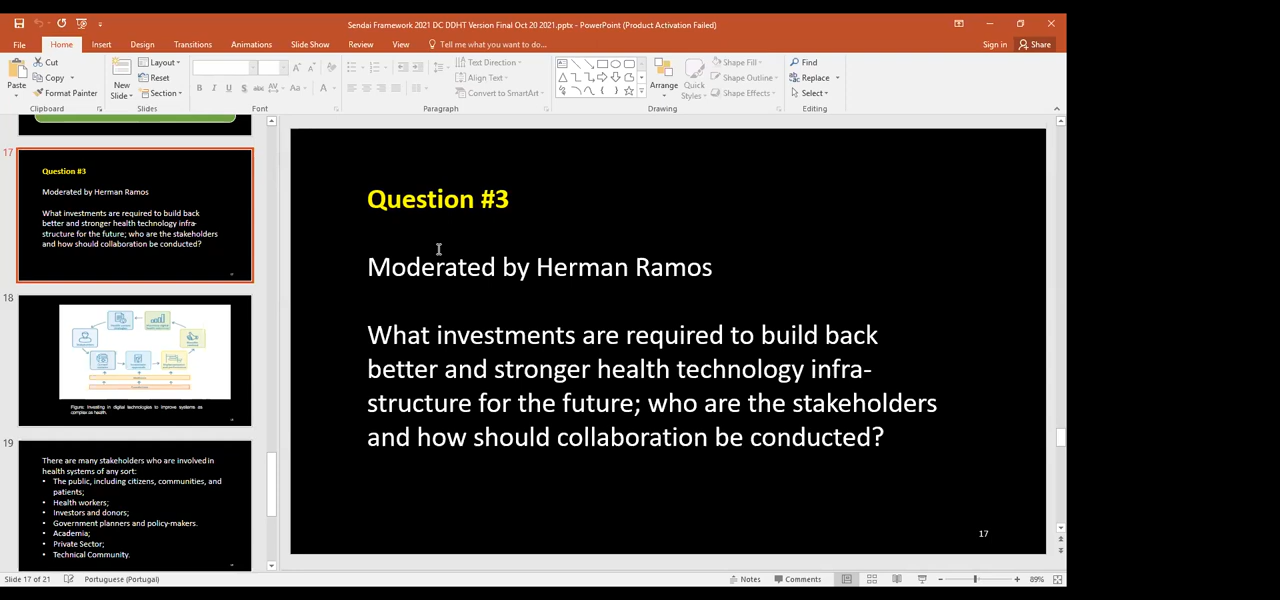 Sendai Framework 2021 DC DDHT Version Final Oct 20 2021.pptx - PowerPoint (Product Activation Failed)
File Home Insert Design Transitions Animations Slide Show Review View Tell me what you want to do... Sign in Share
Paste
Cut
Copy
Format Painter
Clipboard
New
Slide
Layout
Reset
Section
Slides
B I U S abc AV Aa A
Font
Text Direction
Align Text
Convert to SmartArt
Paragraph
Arrange
Quick
Styles
Shape Fill
Shape Outline
Shape Effects
Drawing
Find
Replace
Select
Editing
17
Question #3
Moderated by Herman Ramos
What investments are required to build back
better and stronger health technology infra-
structure for the future; who are the stakeholders
and how should collaboration be conducted?
18
Figure: Investing in digital technologies to improve systems as
complex as health.
19
There are many stakeholders who are involved in
health systems of any sort:
• The public, including citizens, communities, and
patients;
• Health workers;
• Investors and donors;
• Government planners and policy-makers.
• Academia;
• Private Sector;
• Technical Community.
Question #3
Moderated by Herman Ramos
What investments are required to build back
better and stronger health technology infra-
structure for the future; who are the stakeholders
and how should collaboration be conducted?
17
Slide 17 of 21 Portuguese (Portugal) Notes Comments 89%